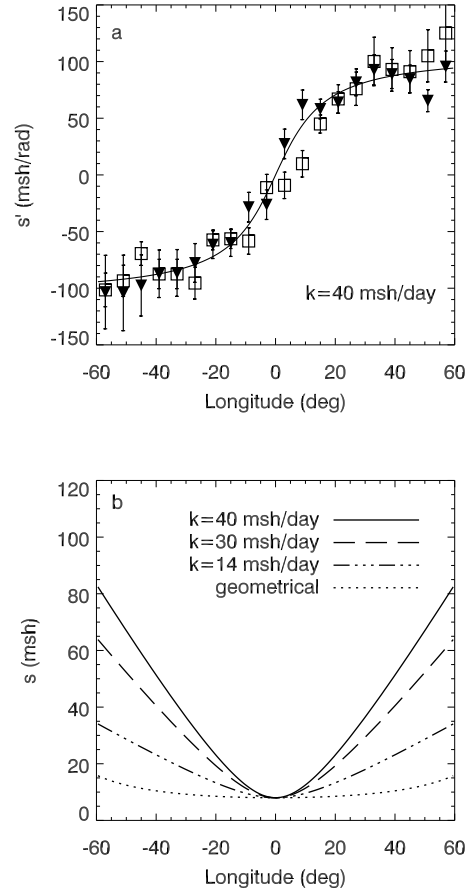 a
s' (msh/rad)
150
100
50
0
-50
-100
-150
k=40 msh/day
-60 -40 -20 0 20 40 60
Longitude (deg)
b
s (msh)
120
100
80
60
40
20
0
k=40 msh/day
k=30 msh/day
k=14 msh/day
geometrical
-60 -40 -20 0 20 40 60
Longitude (deg)